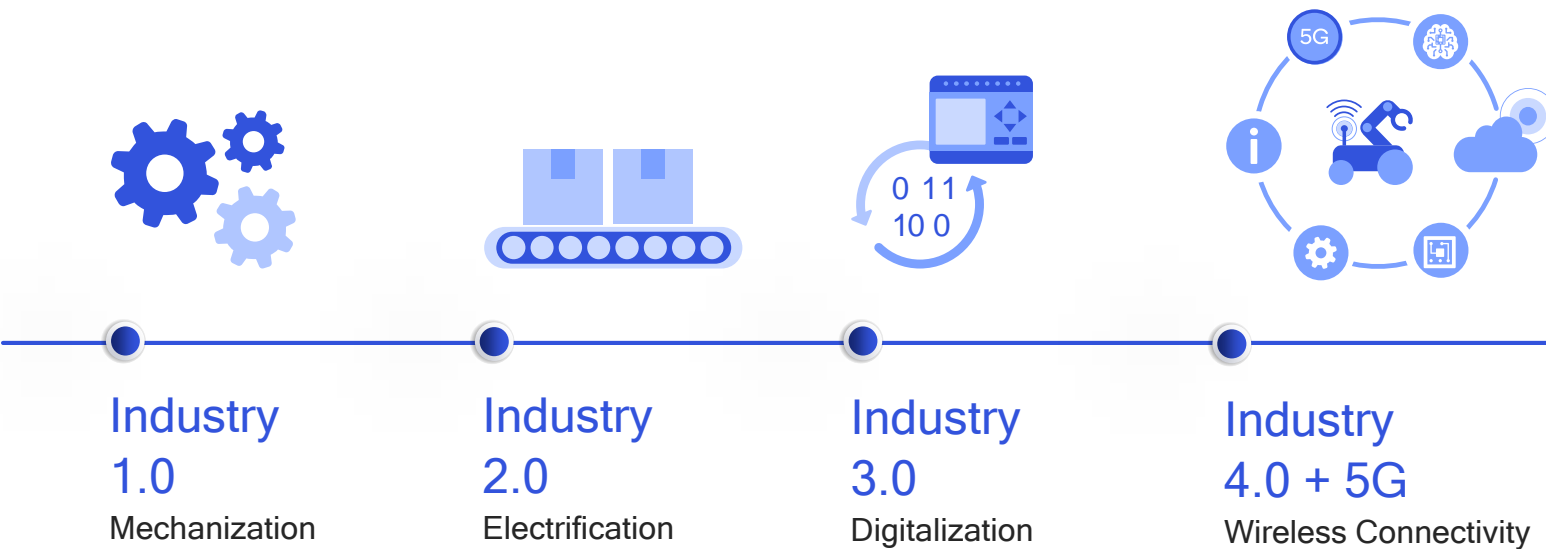 5G
i
0 11
10 0
Industry
1.0
Mechanization
Industry
2.0
Electrification
Industry
3.0
Digitalization
Industry
4.0 + 5G
Wireless Connectivity